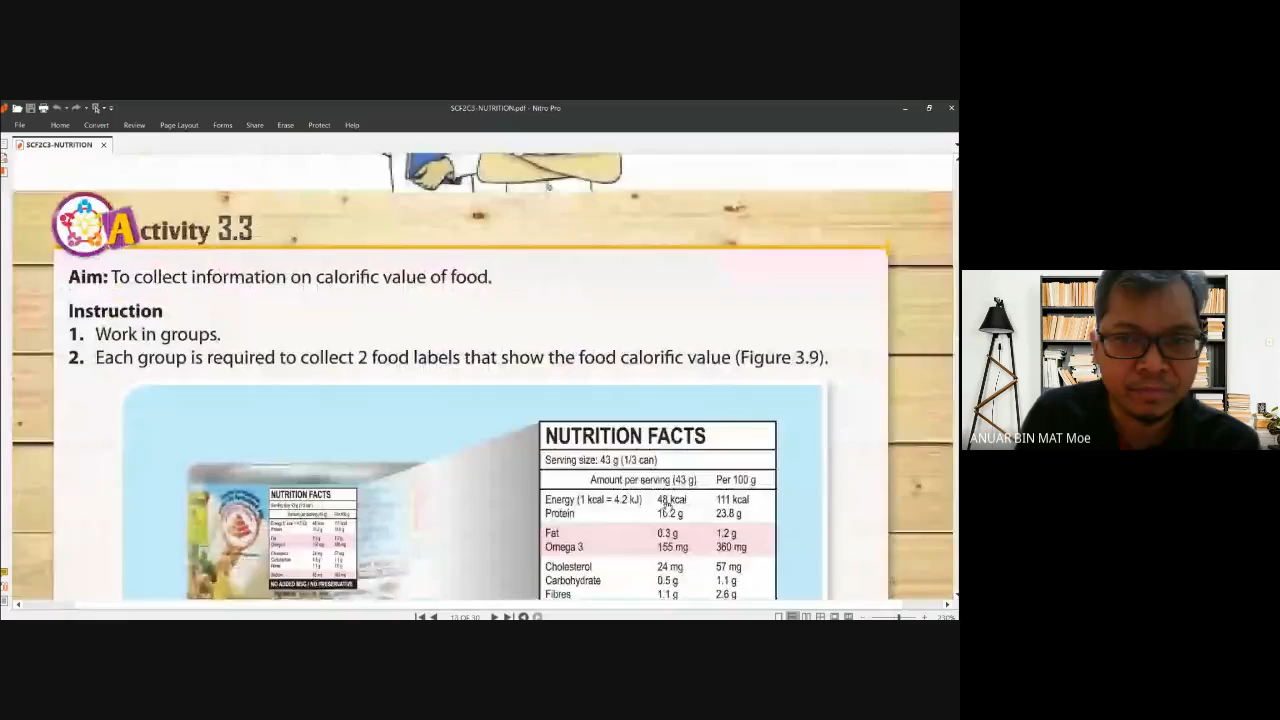 SCF2C3-NUTRITION.pdf - Nitro Pro
File Home Convert Review Page Layout Forms Share Erase Protect Help
SCF2C3-NUTRITION
Activity 3.3
Aim: To collect information on calorific value of food.
Instruction
1. Work in groups.
2. Each group is required to collect 2 food labels that show the food calorific value (Figure 3.9).
NUTRITION FACTS
Serving size: 43 g (1/3 can)
Amount per serving (43 g) Per 100 g
Energy (1 kcal = 4.2 kJ) 48 kcal 111 kcal
Protein 10.2 g 23.8 g
Fat 0.3 g 1.2 g
Omega 3 155 mg 360 mg
Cholesterol 24 mg 57 mg
Carbohydrate 0.5 g 1.1 g
Fibres 1.1 g 2.6 g
NUTRITION FACTS
NO ADDED MSG / NO PRESERVATIVE
13 OF 30
230%
ANUAR BIN MAT Moe